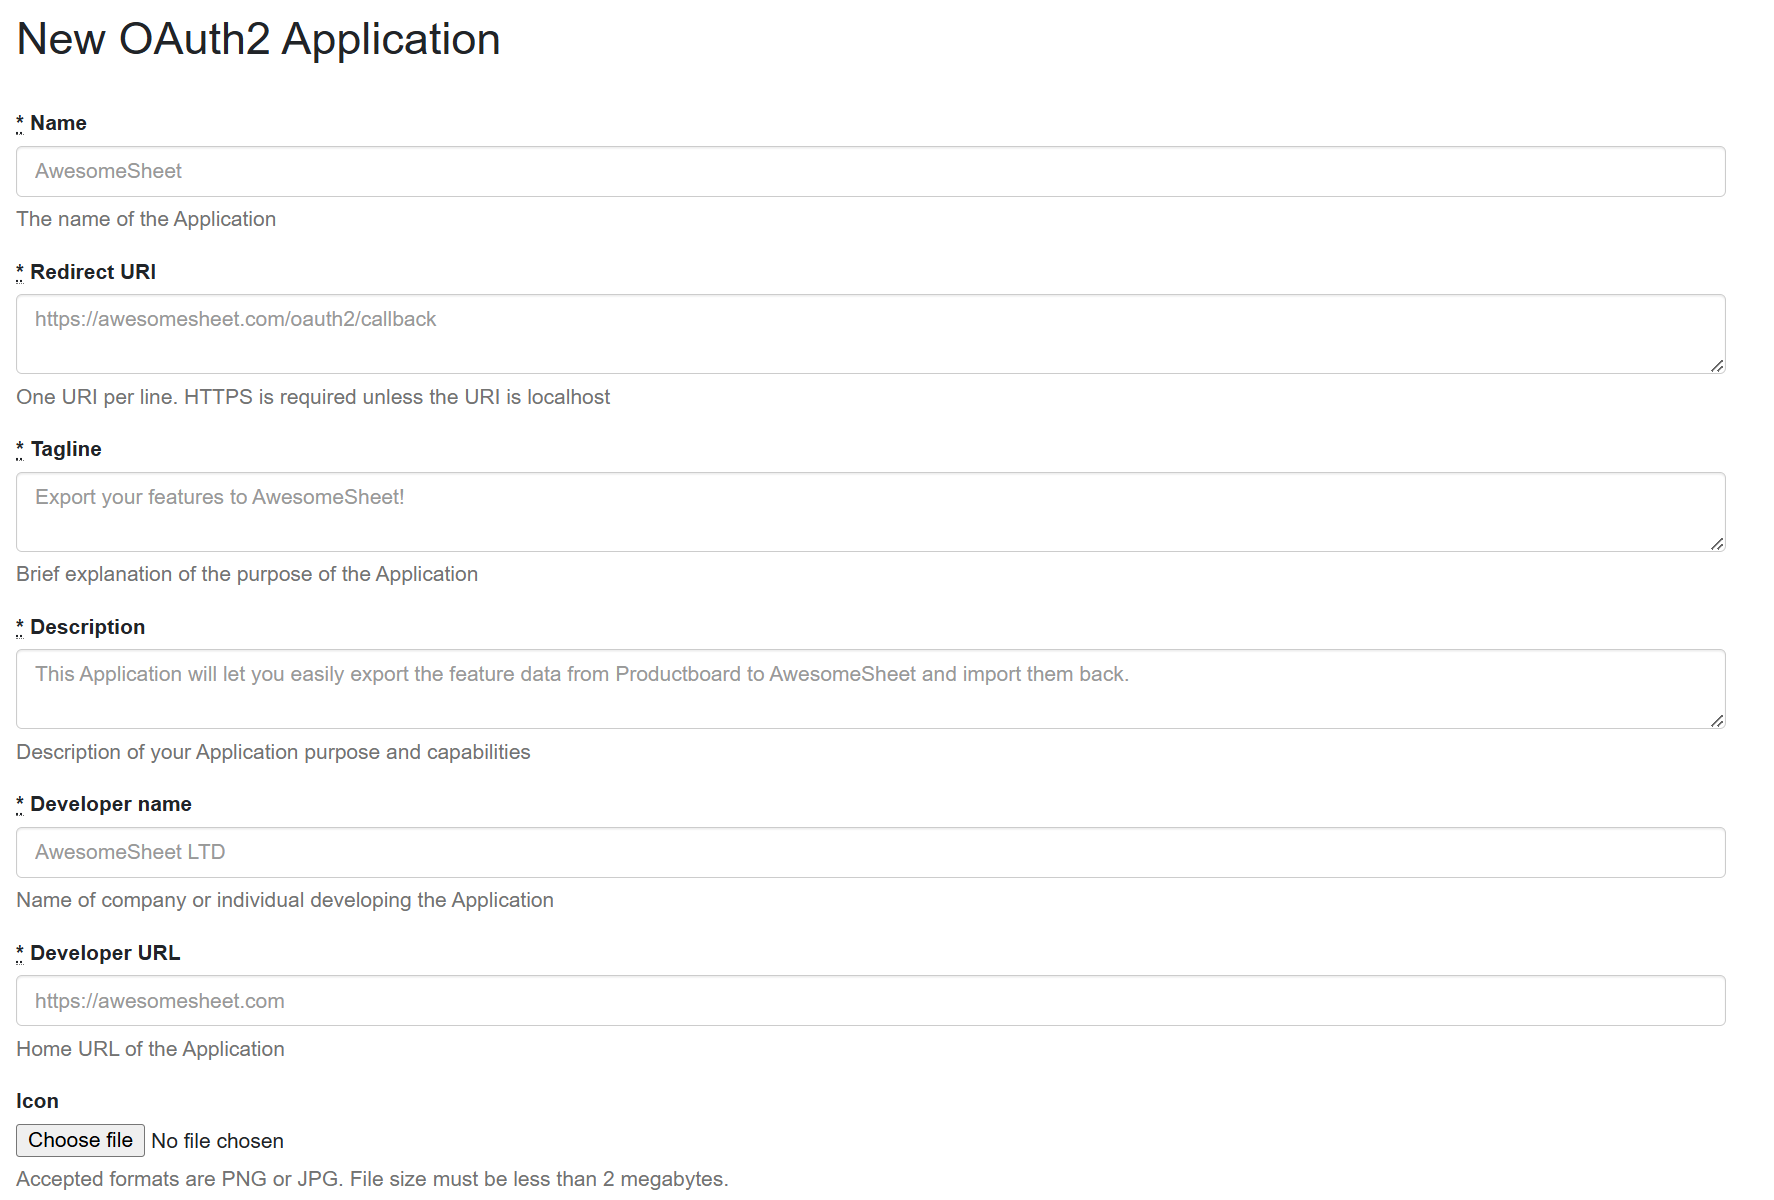 New OAuth2 Application
* Name
AwesomeSheet
The name of the Application
* Redirect URI
https://awesomesheet.com/oauth2/callback
One URI per line. HTTPS is required unless the URI is localhost
* Tagline
Export your features to AwesomeSheet!
Brief explanation of the purpose of the Application
* Description
This Application will let you easily export the feature data from Productboard to AwesomeSheet and import them back.
Description of your Application purpose and capabilities
* Developer name
AwesomeSheet LTD
Name of company or individual developing the Application
* Developer URL
https://awesomesheet.com
Home URL of the Application
Icon
Choose file No file chosen
Accepted formats are PNG or JPG. File size must be less than 2 megabytes.